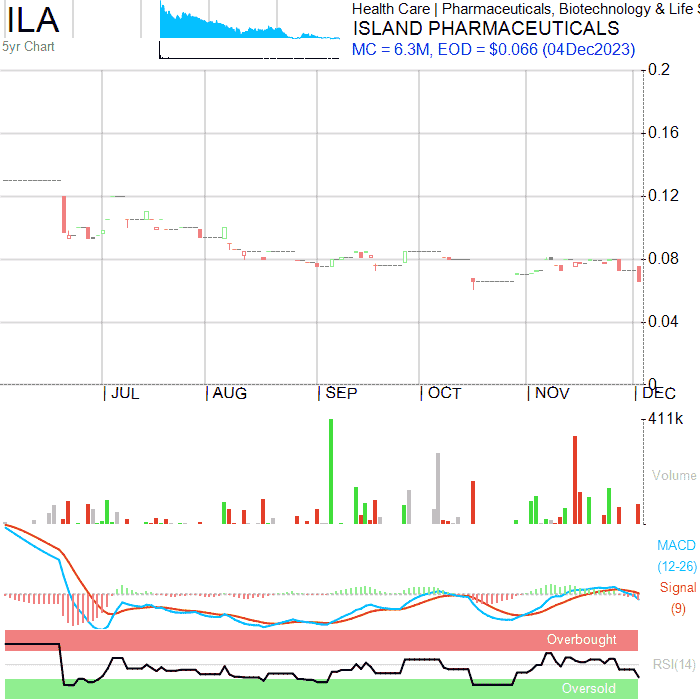 ILA
5yr Chart
Health Care | Pharmaceuticals, Biotechnology & Life S
ISLAND PHARMACEUTICALS
MC = 6.3M, EOD = $0.066 (04Dec2023)
0.2
0.16
0.12
0.08
0.04
0
| JUL | AUG | SEP | OCT | NOV | DEC
411k
Volume
MACD
(12-26)
Signal
(9)
Overbought
RSI(14)
Oversold